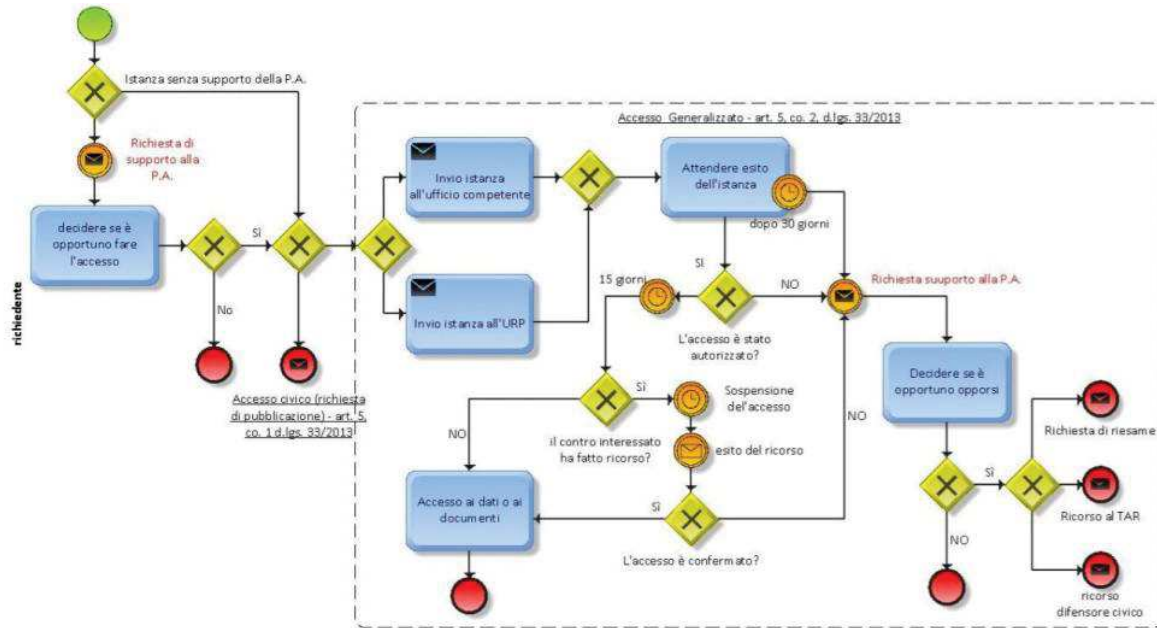 Istanza senza supporto della P.A.
Richiesta di
supporto alla
P.A.
decidere se è
opportuno fare
l'accesso
Sì
No
richiedente
Accesso civico (richiesta
di pubblicazione) - art. 5,
co. 1 d.lgs. 33/2013
Accesso Generalizzato - art. 5, co. 2, d.lgs. 33/2013
Invio istanza
all'ufficio competente
Invio istanza all'URP
Attendere esito
dell'istanza
dopo 30 giorni
Sì
15 giorni
NO
Richiesta suuporto alla P.A.
L'accesso è stato
autorizzato?
Decidere se è
opportuno opporsi
Sì
Sospensione
del'accesso
NO
NO
il contro interessato
ha fatto ricorso?
esito del ricorso
Accesso ai dati o ai
documenti
Sì
L'accesso è confermato?
Richiesta di riesame
Sì
Ricorso al TAR
NO
ricorso
difensore civico